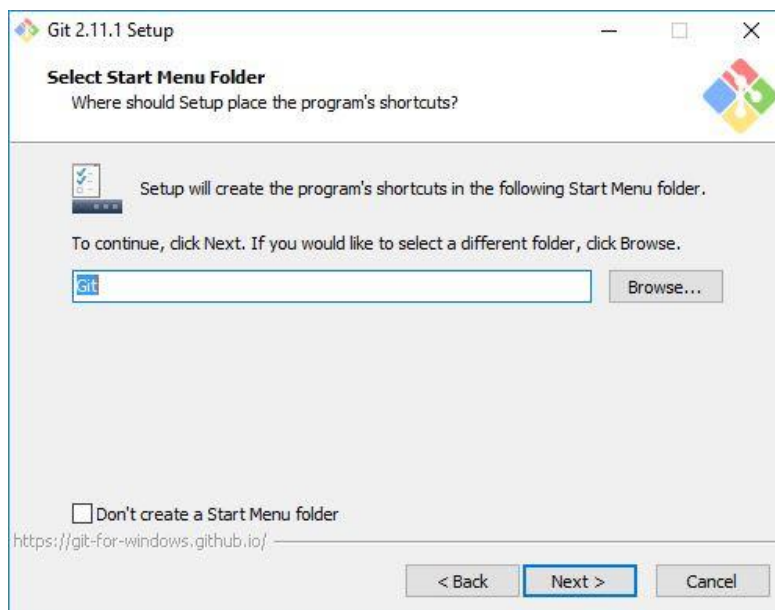 Git 2.11.1 Setup
Select Start Menu Folder
Where should Setup place the program's shortcuts?
Setup will create the program's shortcuts in the following Start Menu folder.
To continue, click Next. If you would like to select a different folder, click Browse.
Git
Browse...
Don't create a Start Menu folder
https://git-for-windows.github.io/
< Back
Next >
Cancel